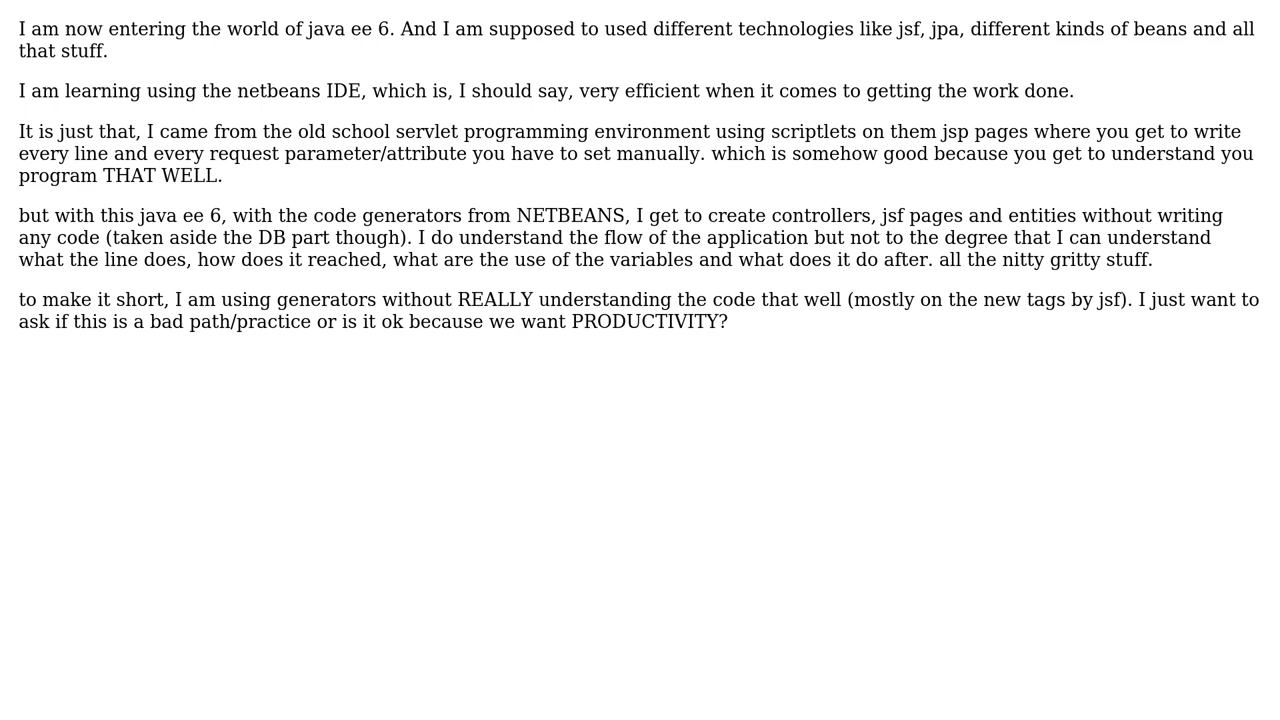 I am now entering the world of java ee 6. And I am supposed to used different technologies like jsf, jpa, different kinds of beans and all
that stuff.
I am learning using the netbeans IDE, which is, I should say, very efficient when it comes to getting the work done.
It is just that, I came from the old school servlet programming environment using scriptlets on them jsp pages where you get to write
every line and every request parameter/attribute you have to set manually. which is somehow good because you get to understand you
program THAT WELL.
but with this java ee 6, with the code generators from NETBEANS, I get to create controllers, jsf pages and entities without writing
any code (taken aside the DB part though). I do understand the flow of the application but not to the degree that I can understand
what the line does, how does it reached, what are the use of the variables and what does it do after. all the nitty gritty stuff.
to make it short, I am using generators without REALLY understanding the code that well (mostly on the new tags by jsf). I just want to
ask if this is a bad path/practice or is it ok because we want PRODUCTIVITY?